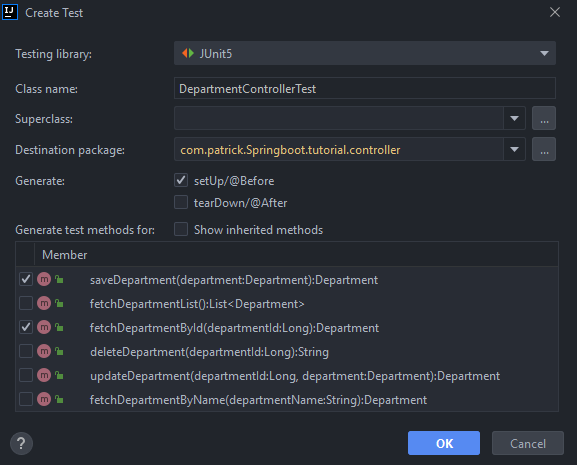 IJ Create Test
Testing library: JUnit5
Class name: DepartmentControllerTest
Superclass: ...
Destination package: com.patrick.Springboot.tutorial.controller ...
Generate: setUp/@Before
tearDown/@After
Generate test methods for: Show inherited methods
Member
m saveDepartment(department:Department):Department
m fetchDepartmentList():List<Department>
m fetchDepartmentById(departmentId:Long):Department
m deleteDepartment(departmentId:Long):String
m updateDepartment(departmentId:Long, department:Department):Department
m fetchDepartmentByName(departmentName:String):Department
? OK Cancel